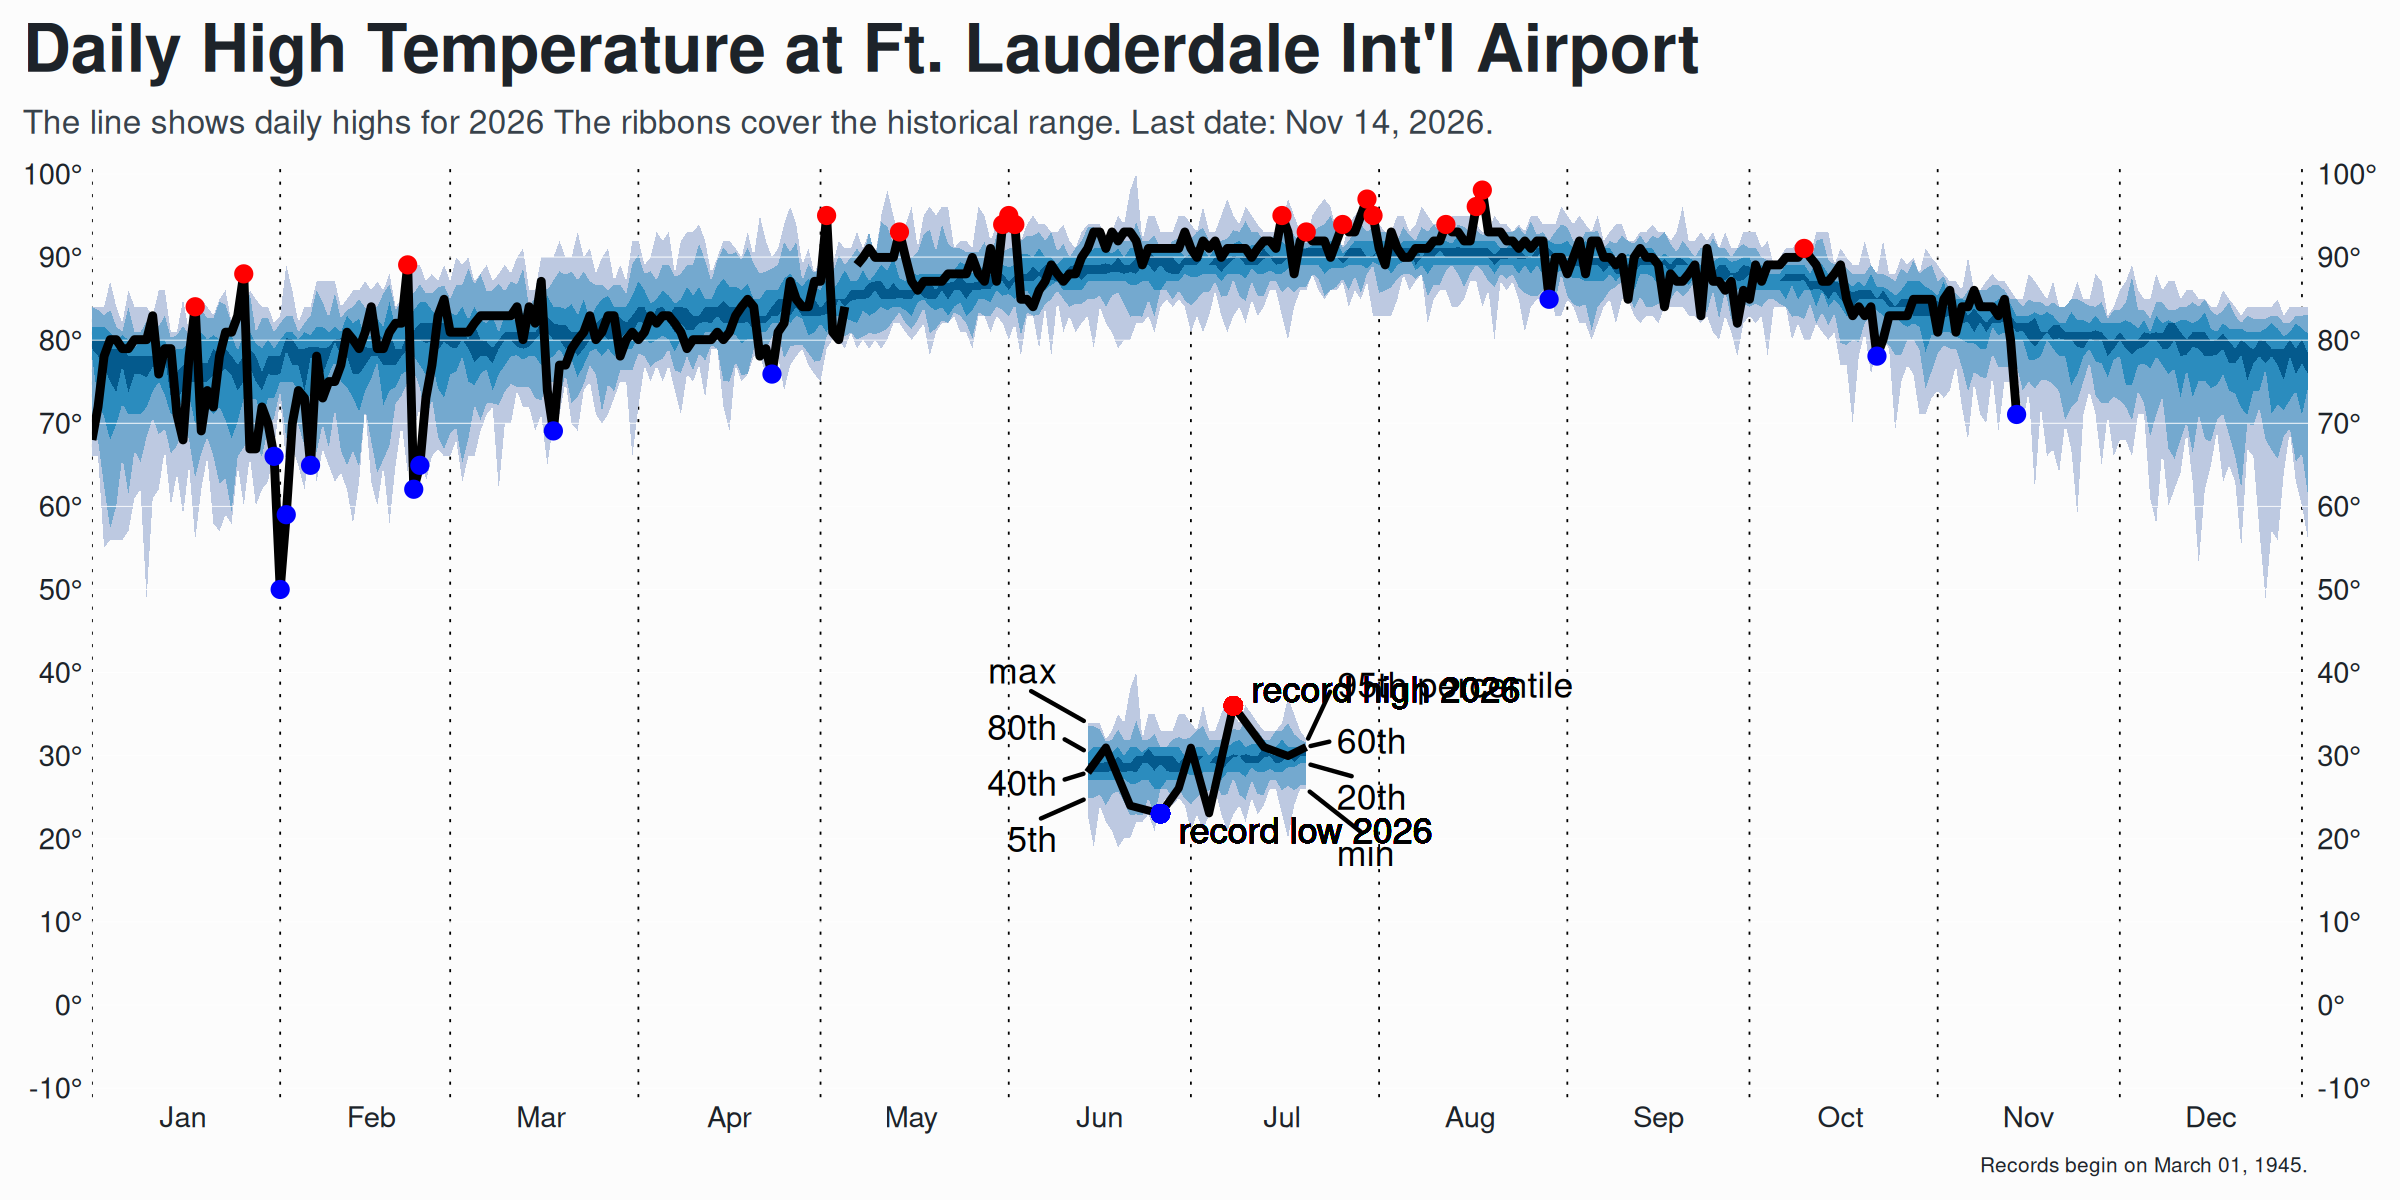 Daily High Temperature at Ft. Lauderdale Int'l Airport
The line shows daily highs for 2026 The ribbons cover the historical range. Last date: Nov 14, 2026.
100° 100°
90° 90°
80° 80°
70° 70°
60° 60°
50° 50°
40° 40°
30° 30°
20° 20°
10° 10°
0° 0°
-10° -10°
max
80th
40th
5th
record high 2026
95th percentile
60th
20th
record low 2026
min
Jan Feb Mar Apr May Jun Jul Aug Sep Oct Nov Dec
Records begin on March 01, 1945.